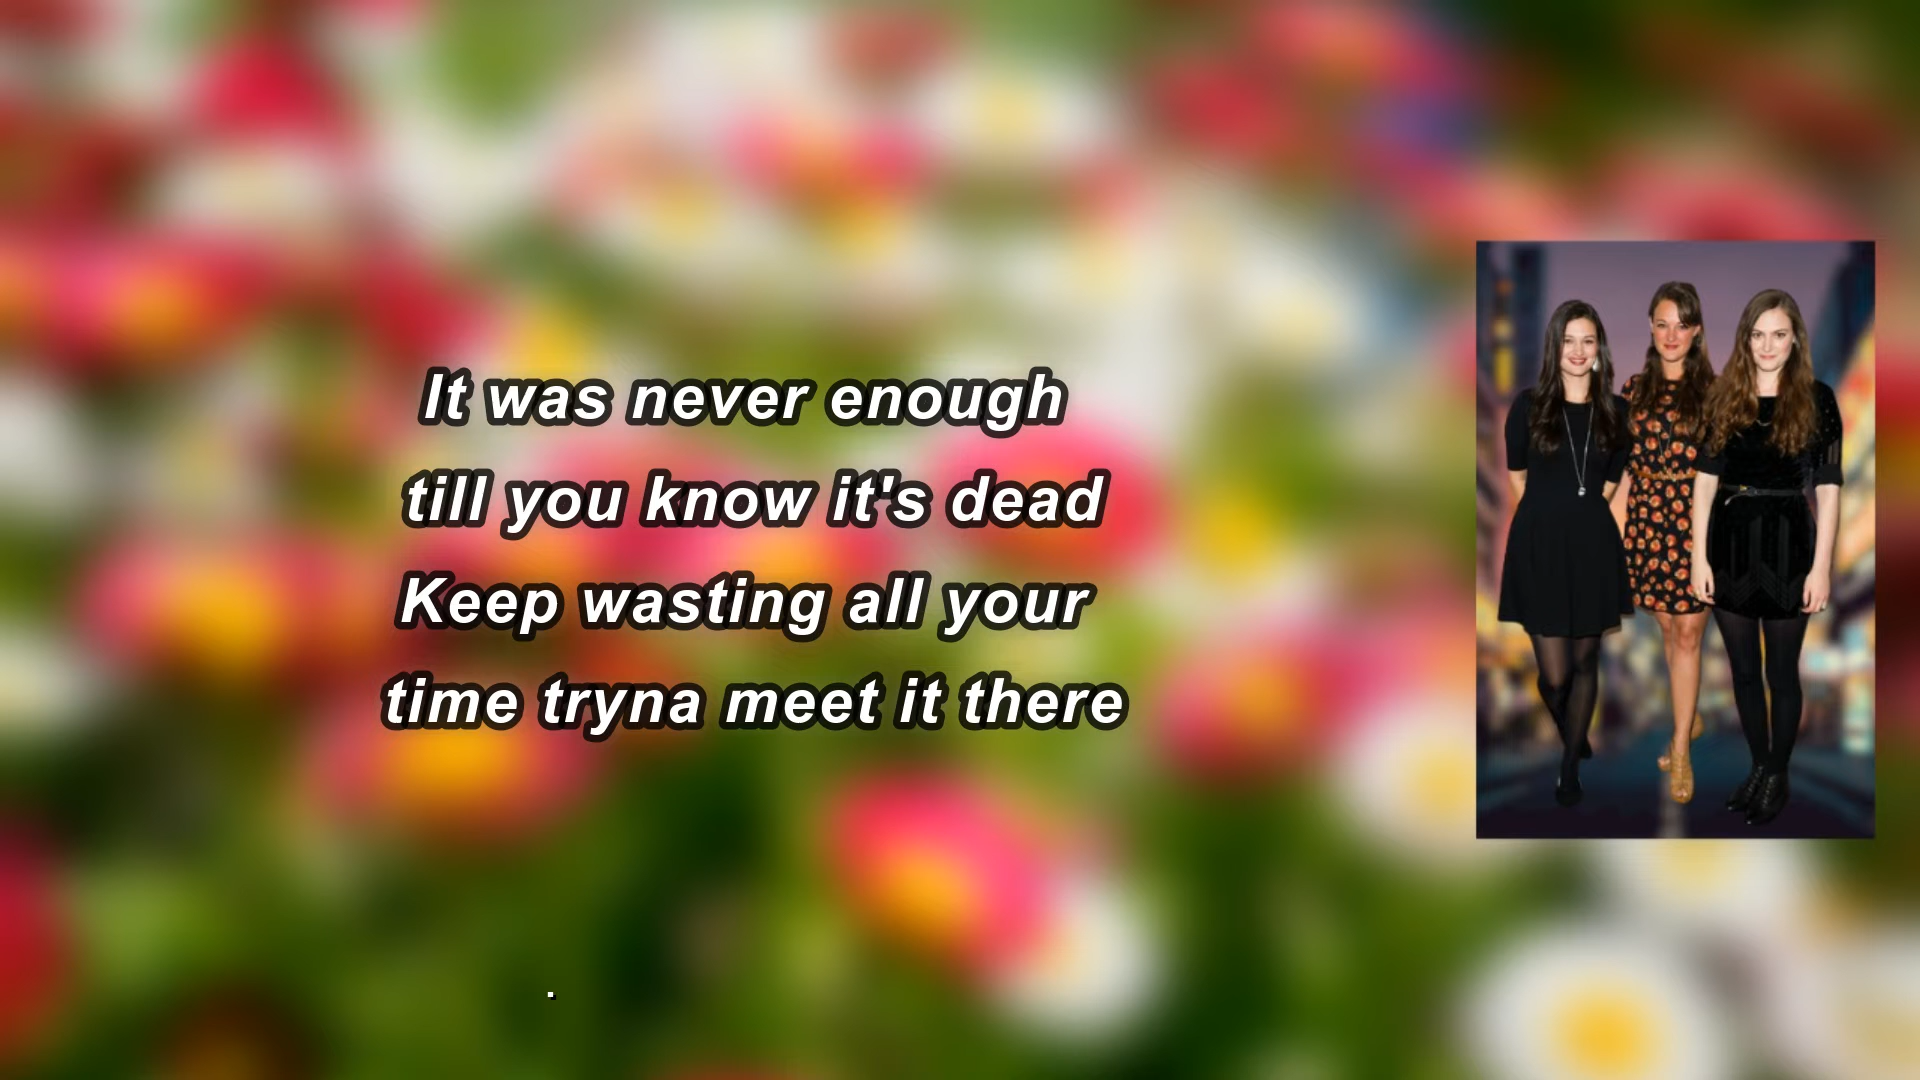 It was never enough
till you know it's dead
Keep wasting all your
time tryna meet it there
.